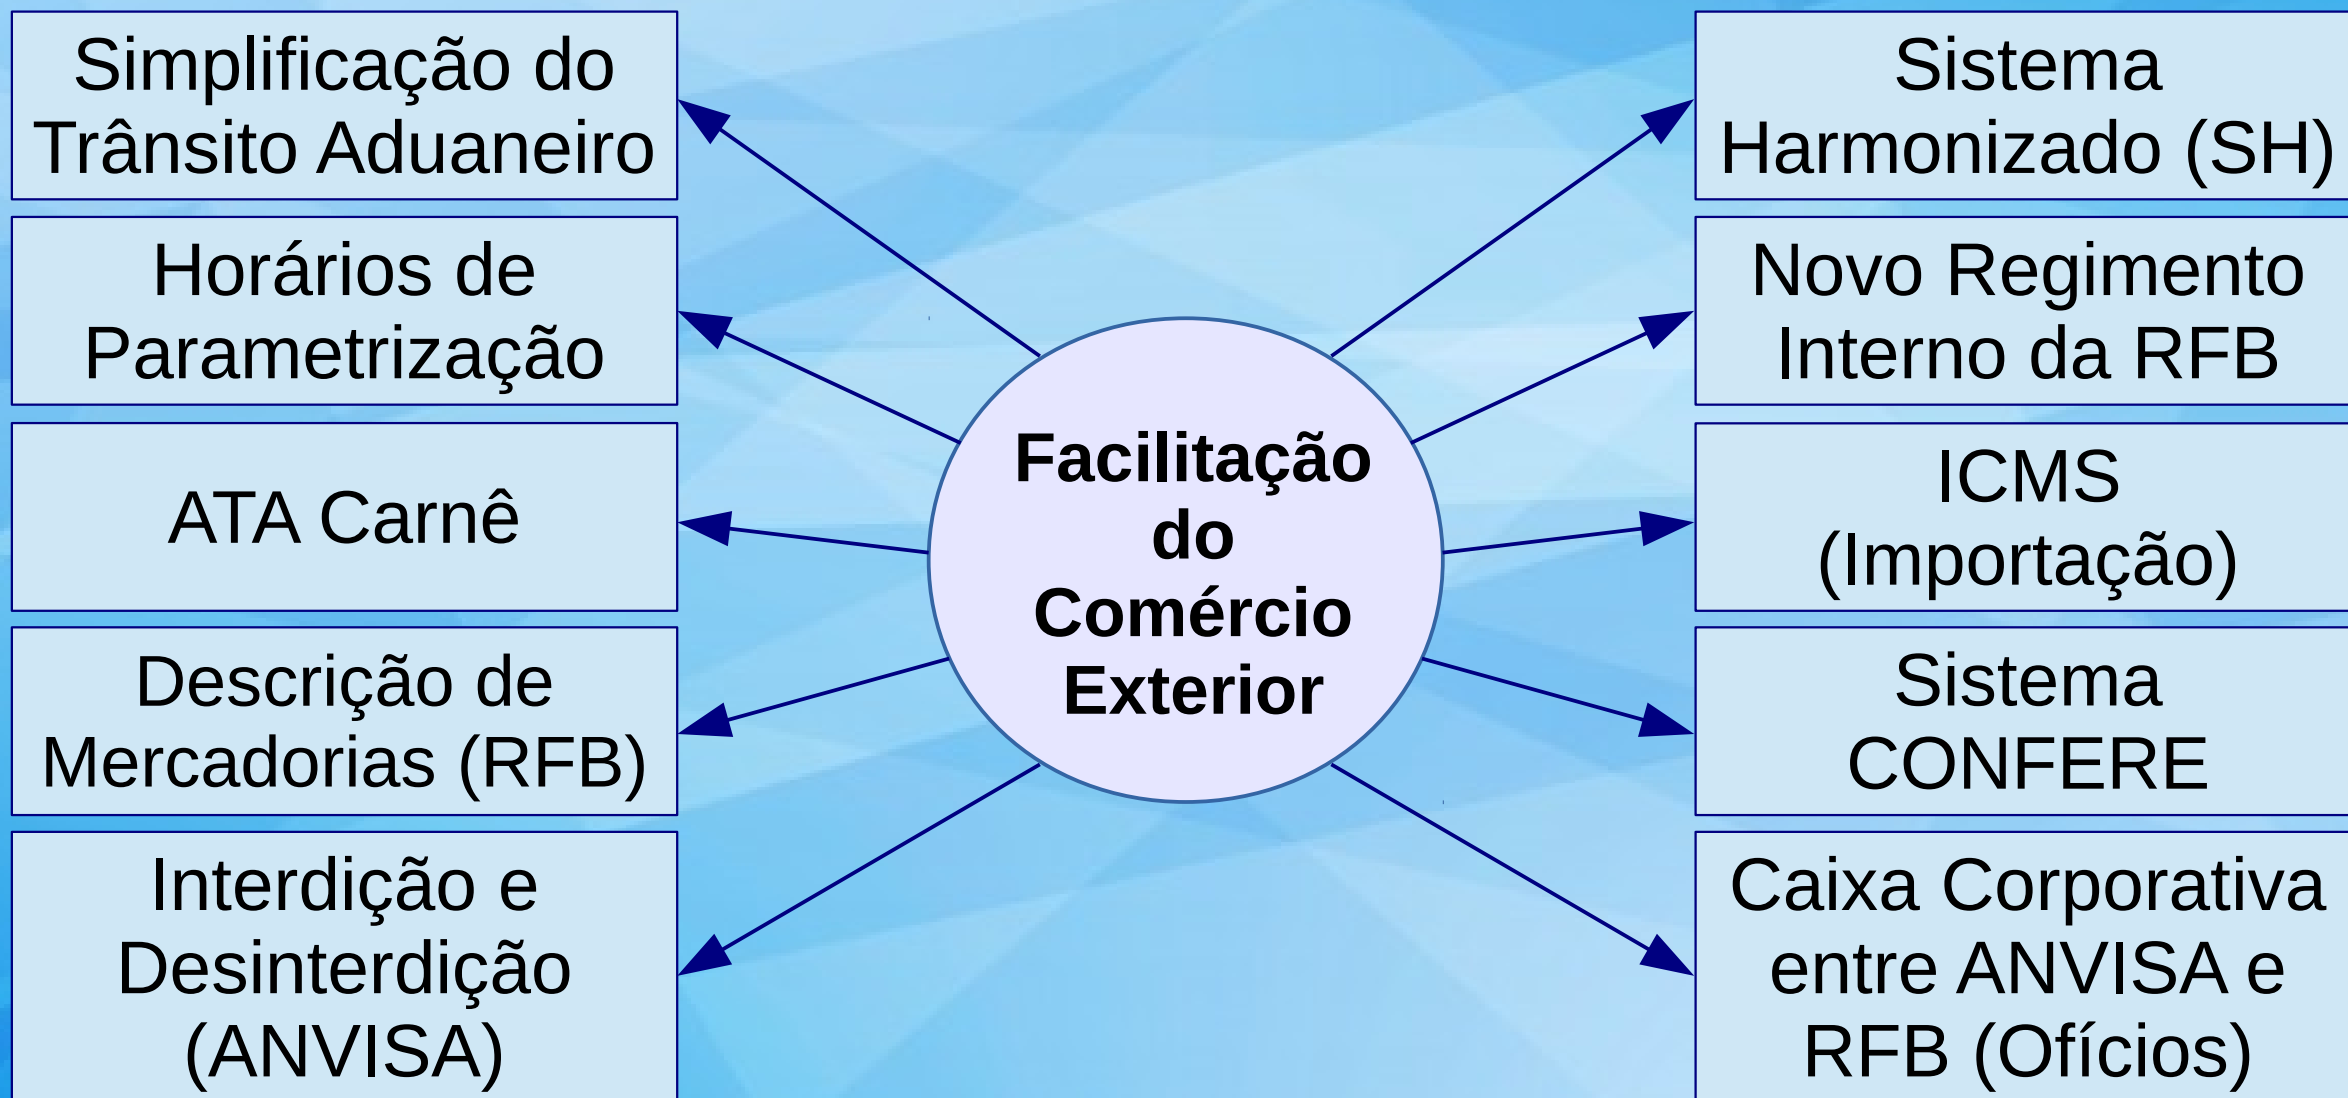 Simplificação do
Trânsito Aduaneiro
Horários de
Parametrização
ATA Carnê
Descrição de
Mercadorias (RFB)
Interdição e
Desinterdição
(ANVISA)
Facilitação
do
Comércio
Exterior
Sistema
Harmonizado (SH)
Novo Regimento
Interno da RFB
ICMS
(Importação)
Sistema
CONFERE
Caixa Corporativa
entre ANVISA e
RFB (Ofícios)